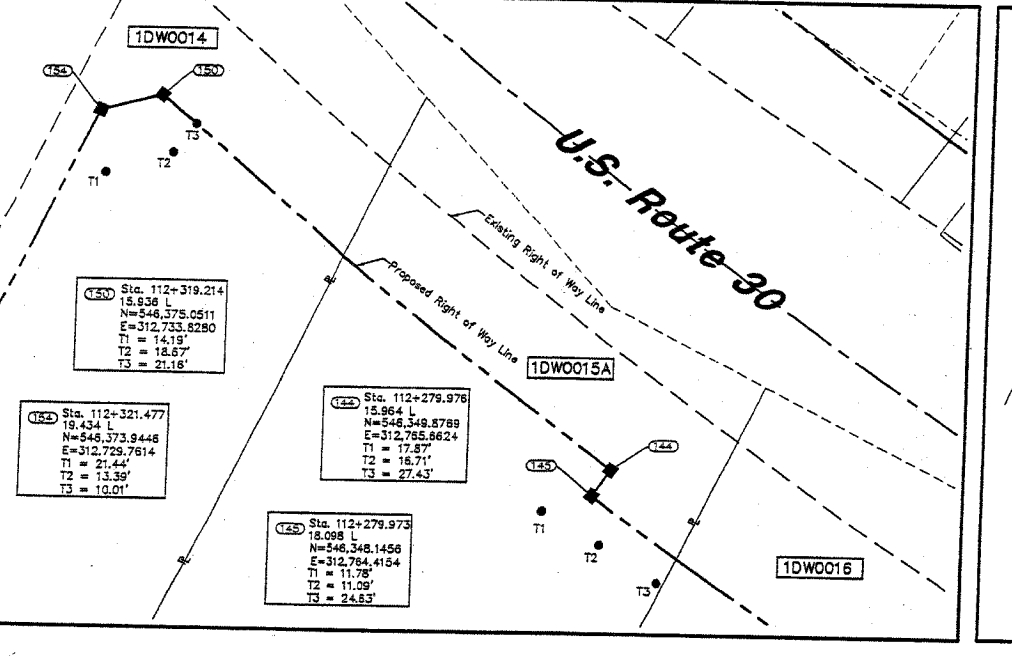 1DW0014
154
150
T3
T2
T1
U.S. Route 30
Existing Right of Way Line
Proposed Right of Way Line
150 Sta. 112+319.214
15.936 L
N=546,375.0511
E=312,733.8280
T1 = 14.19'
T2 = 18.67'
T3 = 21.16'
1DW0015A
154 Sta. 112+321.477
19.434 L
N=546,373.9446
E=312,729.7614
T1 = 21.44'
T2 = 13.39'
T3 = 10.01'
144 Sta. 112+279.976
15.964 L
N=546,349.8769
E=312,765.6624
T1 = 17.87'
T2 = 16.71'
T3 = 27.43'
144
145
T1
T2
T3
145 Sta. 112+279.973
18.098 L
N=546,348.1456
E=312,764.4154
T1 = 11.78'
T2 = 11.09'
T3 = 24.63'
1DW0016